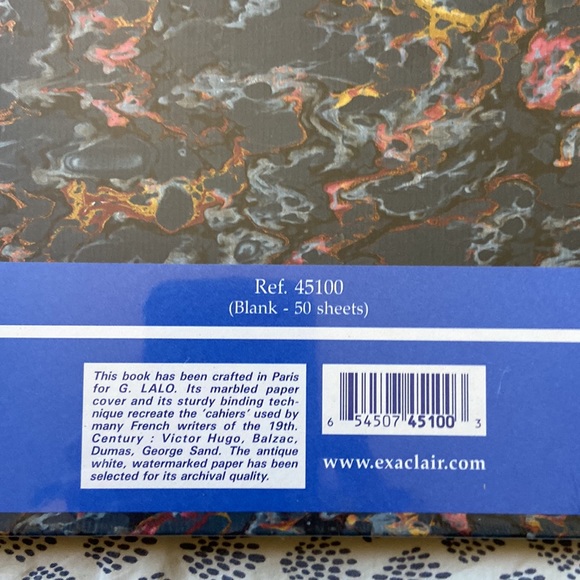 Ref. 45100
(Blank - 50 sheets)
This book has been crafted in Paris
for G. LALO. Its marbled paper
cover and its sturdy binding tech-
nique recreate the 'cahiers' used by
many French writers of the 19th.
Century : Victor Hugo, Balzac,
Dumas, George Sand. The antique
white, watermarked paper has been
selected for its archival quality.
6 54507 45100 3
www.exaclair.com